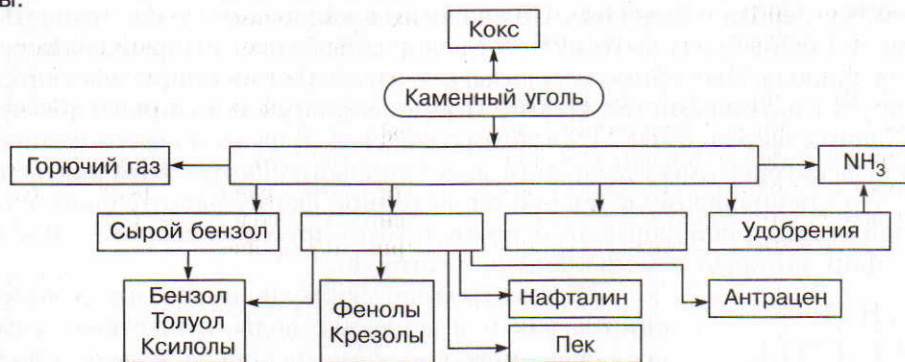 ы.
Кокс
Каменный уголь
Горючий газ
NH3
Сырой бензол
Удобрения
Бензол
Толуол
Ксилолы
Фенолы
Крезолы
Нафталин
Антрацен
Пек